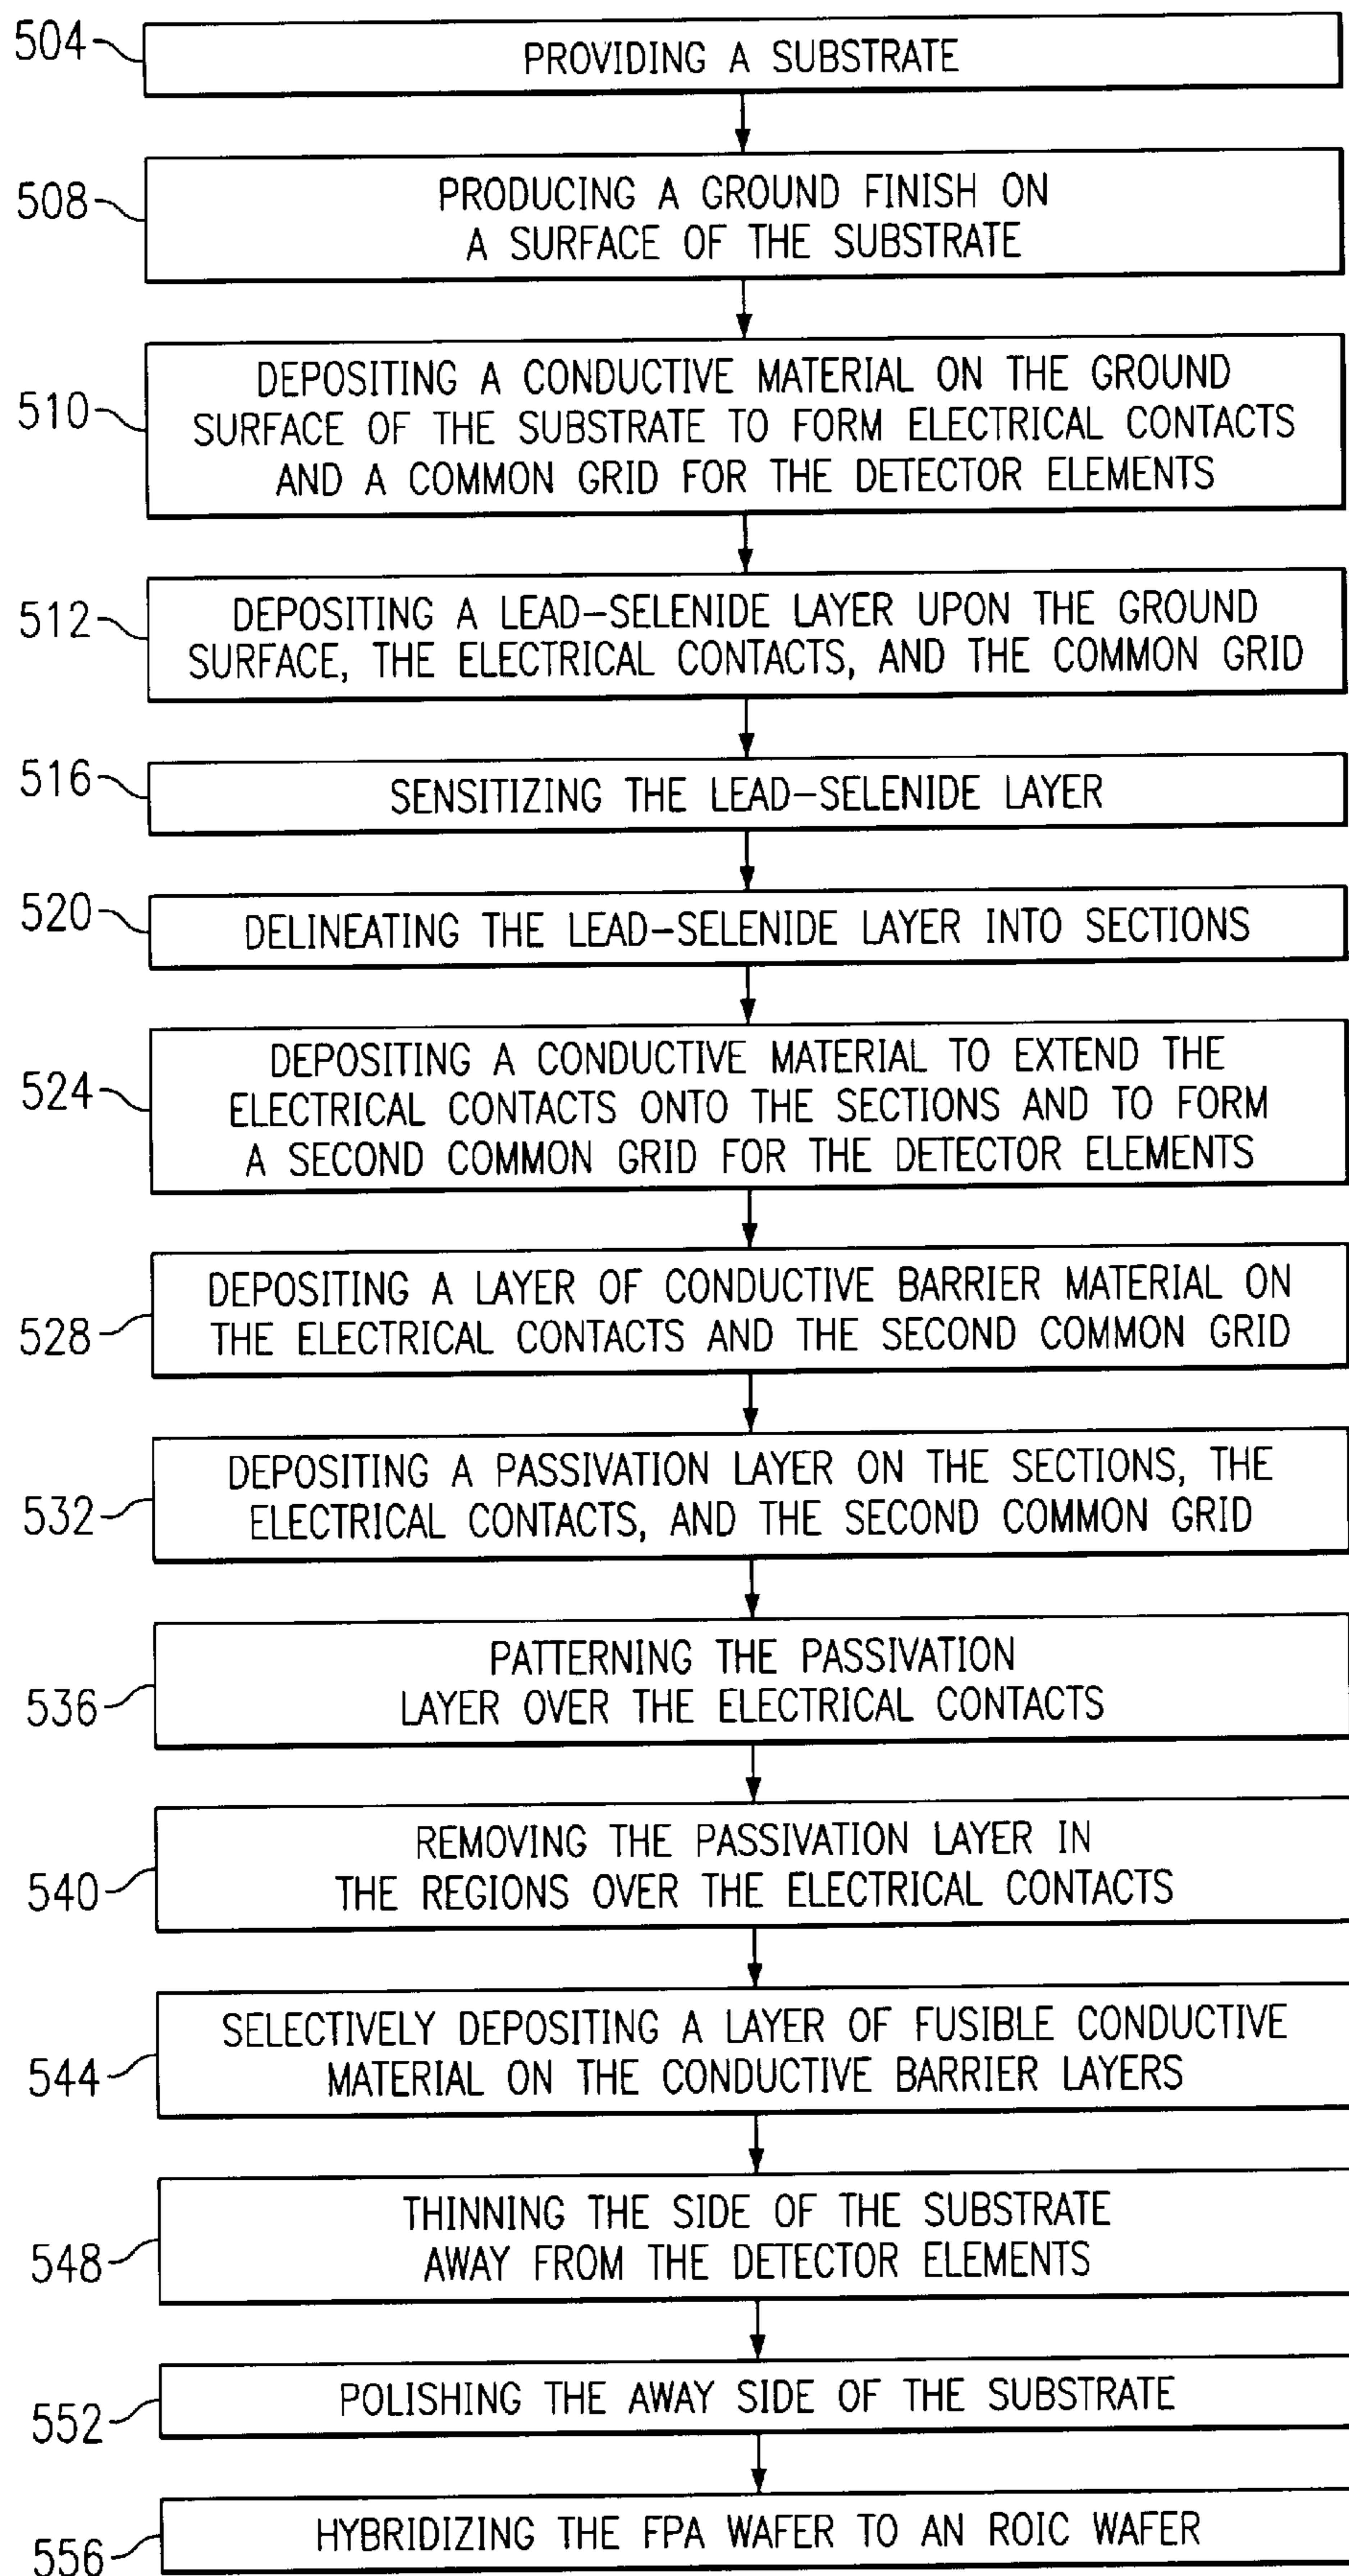 504
PROVIDING A SUBSTRATE
508
PRODUCING A GROUND FINISH ON
A SURFACE OF THE SUBSTRATE
510
DEPOSITING A CONDUCTIVE MATERIAL ON THE GROUND
SURFACE OF THE SUBSTRATE TO FORM ELECTRICAL CONTACTS
AND A COMMON GRID FOR THE DETECTOR ELEMENTS
512
DEPOSITING A LEAD-SELENIDE LAYER UPON THE GROUND
SURFACE, THE ELECTRICAL CONTACTS, AND THE COMMON GRID
516
SENSITIZING THE LEAD-SELENIDE LAYER
520
DELINEATING THE LEAD-SELENIDE LAYER INTO SECTIONS
524
DEPOSITING A CONDUCTIVE MATERIAL TO EXTEND THE
ELECTRICAL CONTACTS ONTO THE SECTIONS AND TO FORM
A SECOND COMMON GRID FOR THE DETECTOR ELEMENTS
528
DEPOSITING A LAYER OF CONDUCTIVE BARRIER MATERIAL ON
THE ELECTRICAL CONTACTS AND THE SECOND COMMON GRID
532
DEPOSITING A PASSIVATION LAYER ON THE SECTIONS, THE
ELECTRICAL CONTACTS, AND THE SECOND COMMON GRID
536
PATTERNING THE PASSIVATION
LAYER OVER THE ELECTRICAL CONTACTS
540
REMOVING THE PASSIVATION LAYER IN
THE REGIONS OVER THE ELECTRICAL CONTACTS
544
SELECTIVELY DEPOSITING A LAYER OF FUSIBLE CONDUCTIVE
MATERIAL ON THE CONDUCTIVE BARRIER LAYERS
548
THINNING THE SIDE OF THE SUBSTRATE
AWAY FROM THE DETECTOR ELEMENTS
552
POLISHING THE AWAY SIDE OF THE SUBSTRATE
556
HYBRIDIZING THE FPA WAFER TO AN ROIC WAFER